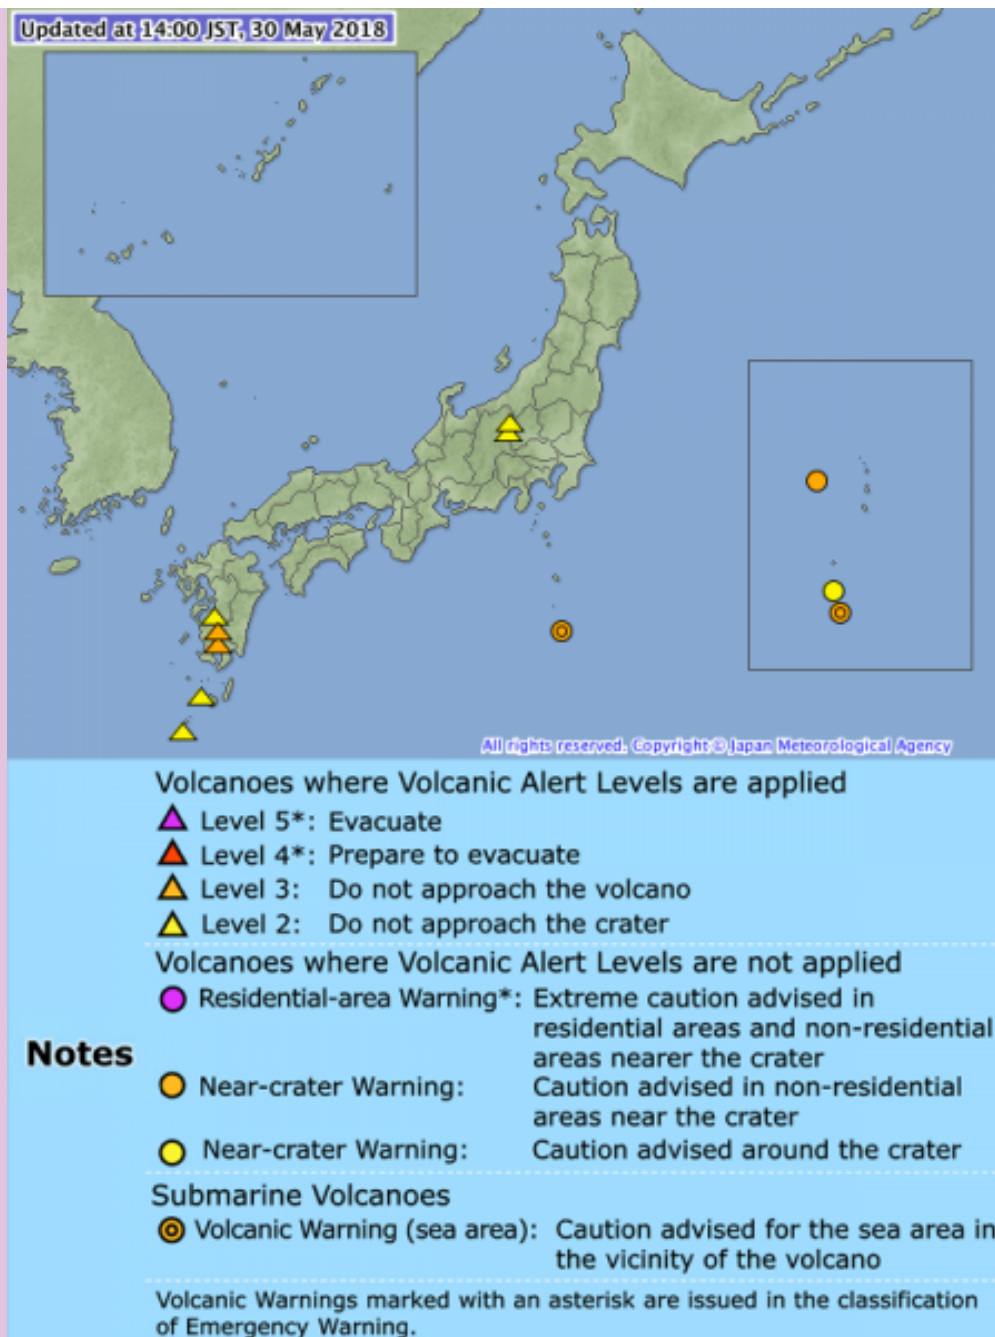 Updated at 14:00 JST, 30 May 2018
All rights reserved. Copyright © Japan Meteorological Agency
Volcanoes where Volcanic Alert Levels are applied
Level 5*: Evacuate
Level 4*: Prepare to evacuate
Level 3: Do not approach the volcano
Level 2: Do not approach the crater
Volcanoes where Volcanic Alert Levels are not applied
Residential-area Warning*: Extreme caution advised in
residential areas and non-residential
areas nearer the crater
Notes
Near-crater Warning: Caution advised in non-residential
areas near the crater
Near-crater Warning: Caution advised around the crater
Submarine Volcanoes
Volcanic Warning (sea area): Caution advised for the sea area in
the vicinity of the volcano
Volcanic Warnings marked with an asterisk are issued in the classification
of Emergency Warning.